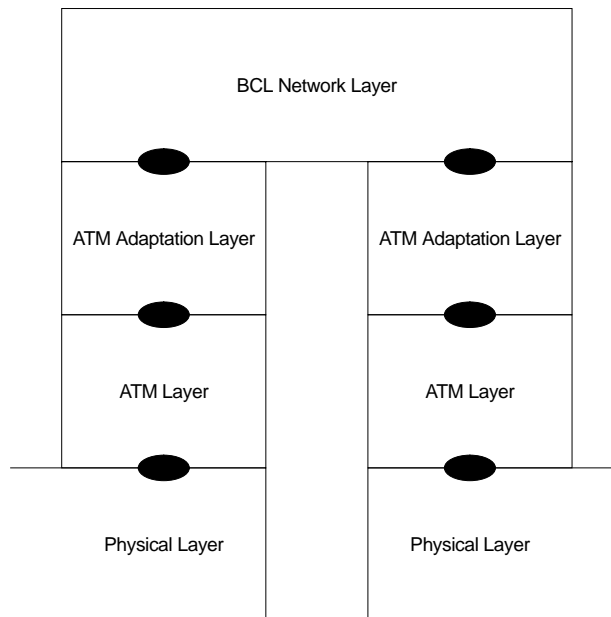 BCL Network Layer
ATM Adaptation Layer
ATM Adaptation Layer
ATM Layer
ATM Layer
Physical Layer
Physical Layer